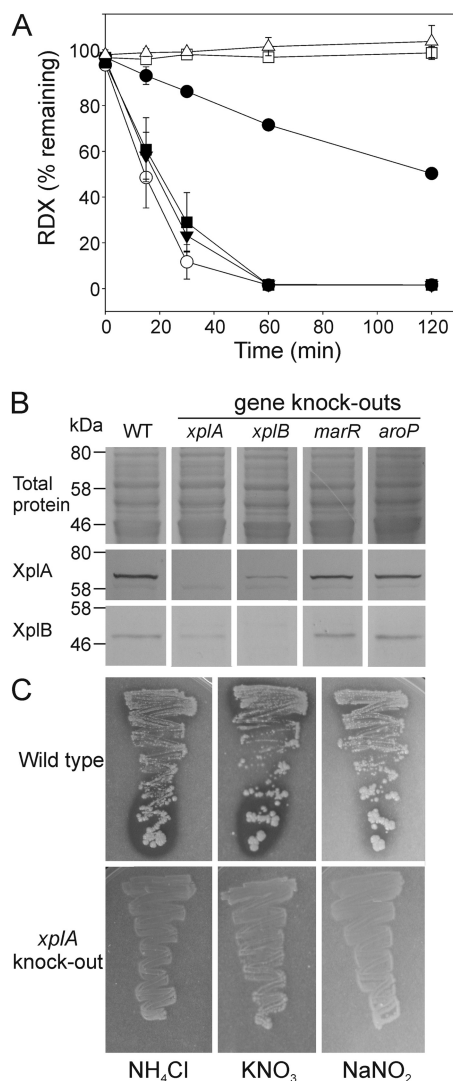 A
RDX (% remaining)
100
80
60
40
20
0
0 20 40 60 80 100 120
Time (min)
B
gene knock-outs
kDa WT xplA xplB marR aroP
80
Total protein
58
46
80
XplA
58
58
XplB
46
C
Wild type
xplA
knock-out
NH₄Cl KNO₃ NaNO₂